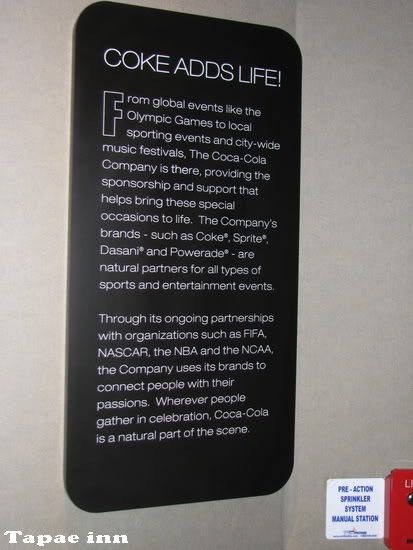 COKE ADDS LIFE!
From global events like the
Olympic Games to local
sporting events and city-wide
music festivals, The Coca-Cola
Company is there, providing the
sponsorship and support that
helps bring these special
occasions to life. The Company's
brands - such as Coke®, Sprite®,
Dasani® and Powerade® - are
natural partners for all types of
sports and entertainment events.
Through its ongoing partnerships
with organizations such as FIFA,
NASCAR, the NBA and the NCAA,
the Company uses its brands to
connect people with their
passions. Wherever people
gather in celebration, Coca-Cola
is a natural part of the scene.
PRE - ACTION
SPRINKLER
SYSTEM
MANUAL STATION
LI
Tapae inn